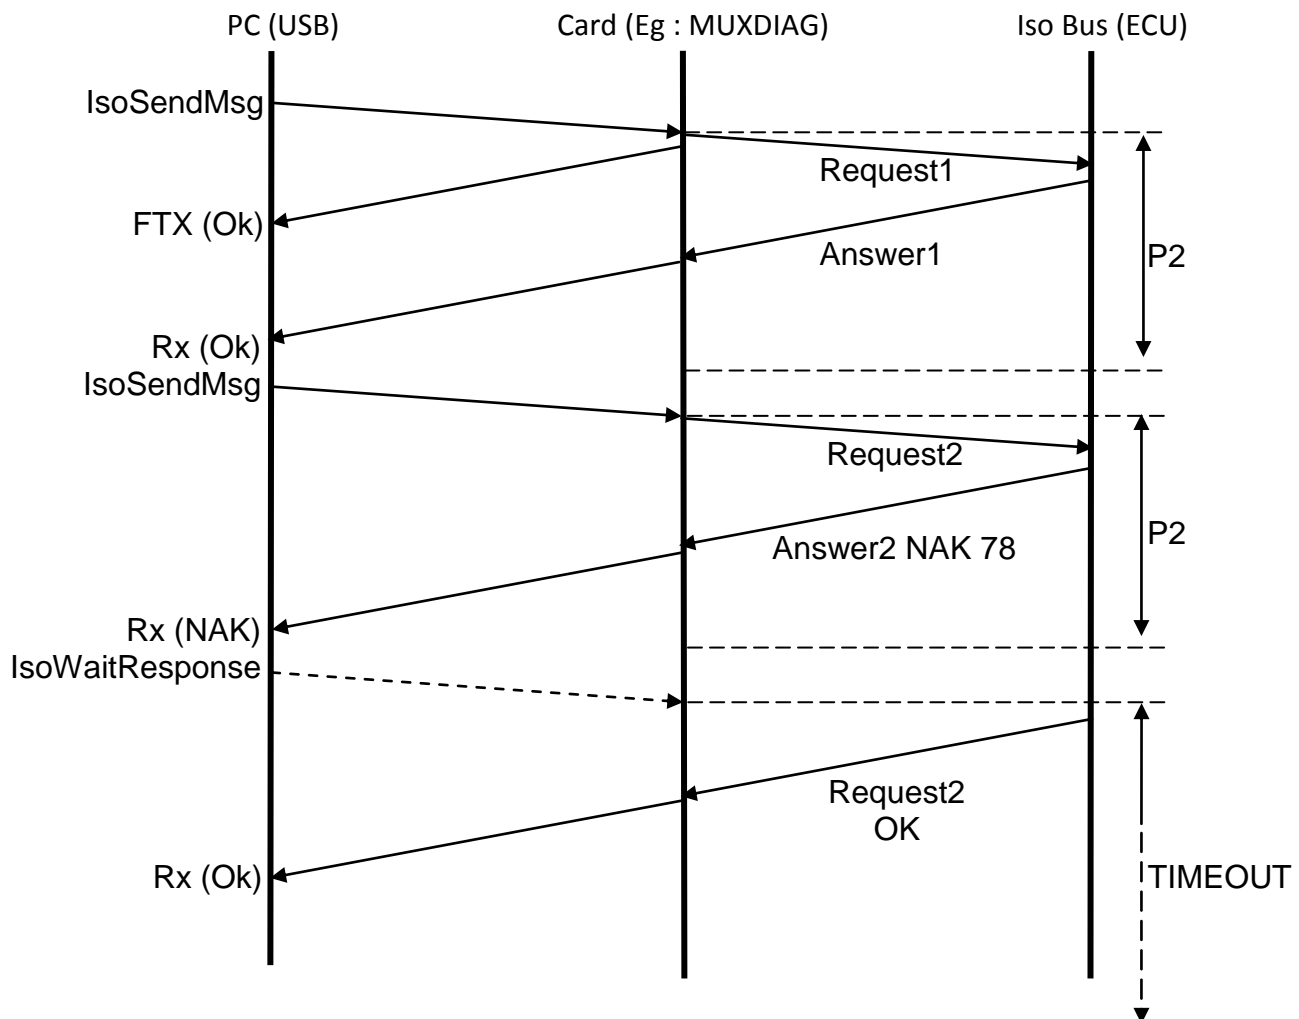 PC (USB)
Card (Eg : MUXDIAG)
Iso Bus (ECU)
IsoSendMsg
Request1
FTX (Ok)
Answer1
P2
Rx (Ok)
IsoSendMsg
Request2
Answer2 NAK 78
P2
Rx (NAK)
IsoWaitResponse
Request2
OK
Rx (Ok)
TIMEOUT